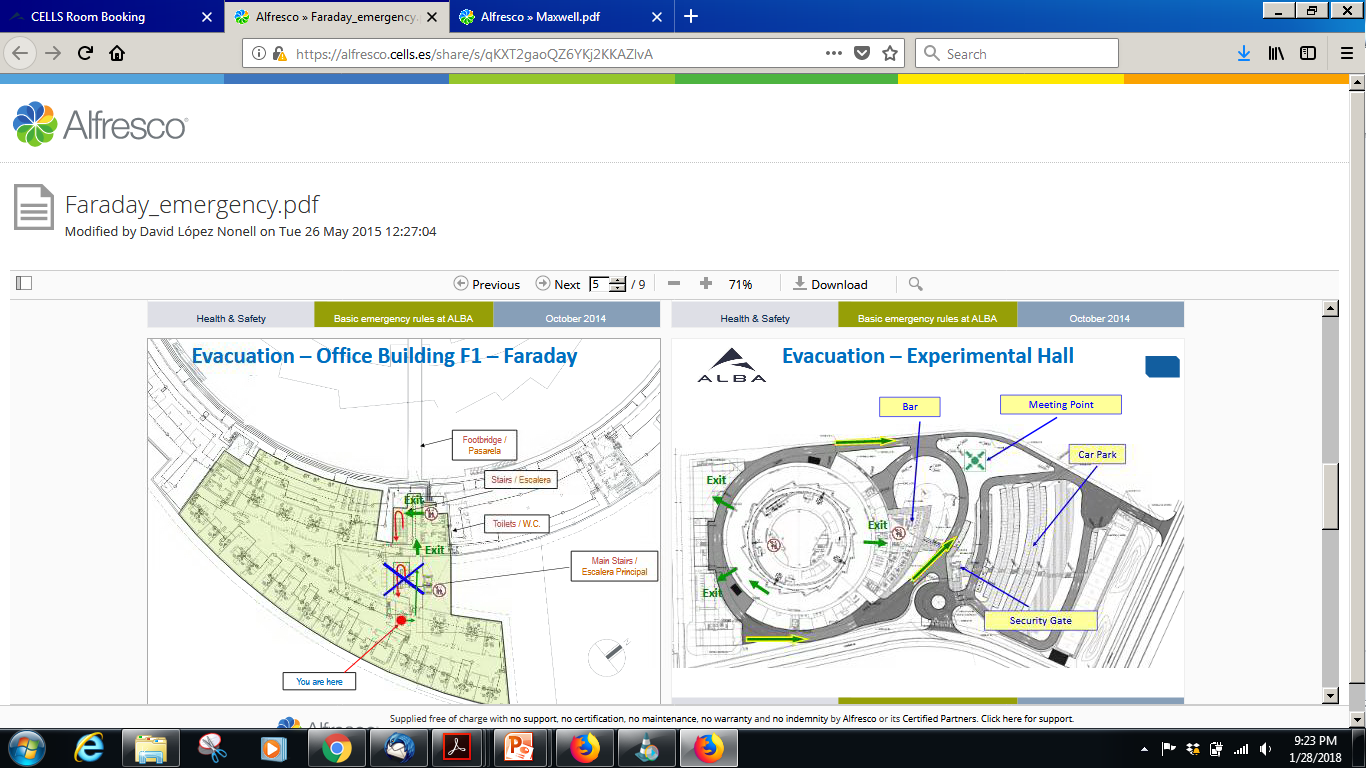 CELLS Room Booking
Alfresco » Faraday_emergency.
Alfresco » Maxwell.pdf
https://alfresco.cells.es/share/s/qKXT2gaoQZ6YKj2KKAZlvA
Search
Alfresco
Faraday_emergency.pdf
Modified by David López Nonell on Tue 26 May 2015 12:27:04
Previous Next 5 / 9 71% Download
Health & Safety Basic emergency rules at ALBA October 2014
Evacuation – Office Building F1 – Faraday
Footbridge /
Pasarela
Stairs / Escalera
Exit
Toilets / W.C.
Exit
Main Stairs /
Escalera Principal
You are here
Health & Safety Basic emergency rules at ALBA October 2014
ALBA
Evacuation – Experimental Hall
Bar
Meeting Point
Car Park
Exit
Exit
Exit
Security Gate
Supplied free of charge with no support, no certification, no maintenance, no warranty and no indemnity by Alfresco or its Certified Partners. Click here for support.
9:23 PM
1/28/2018